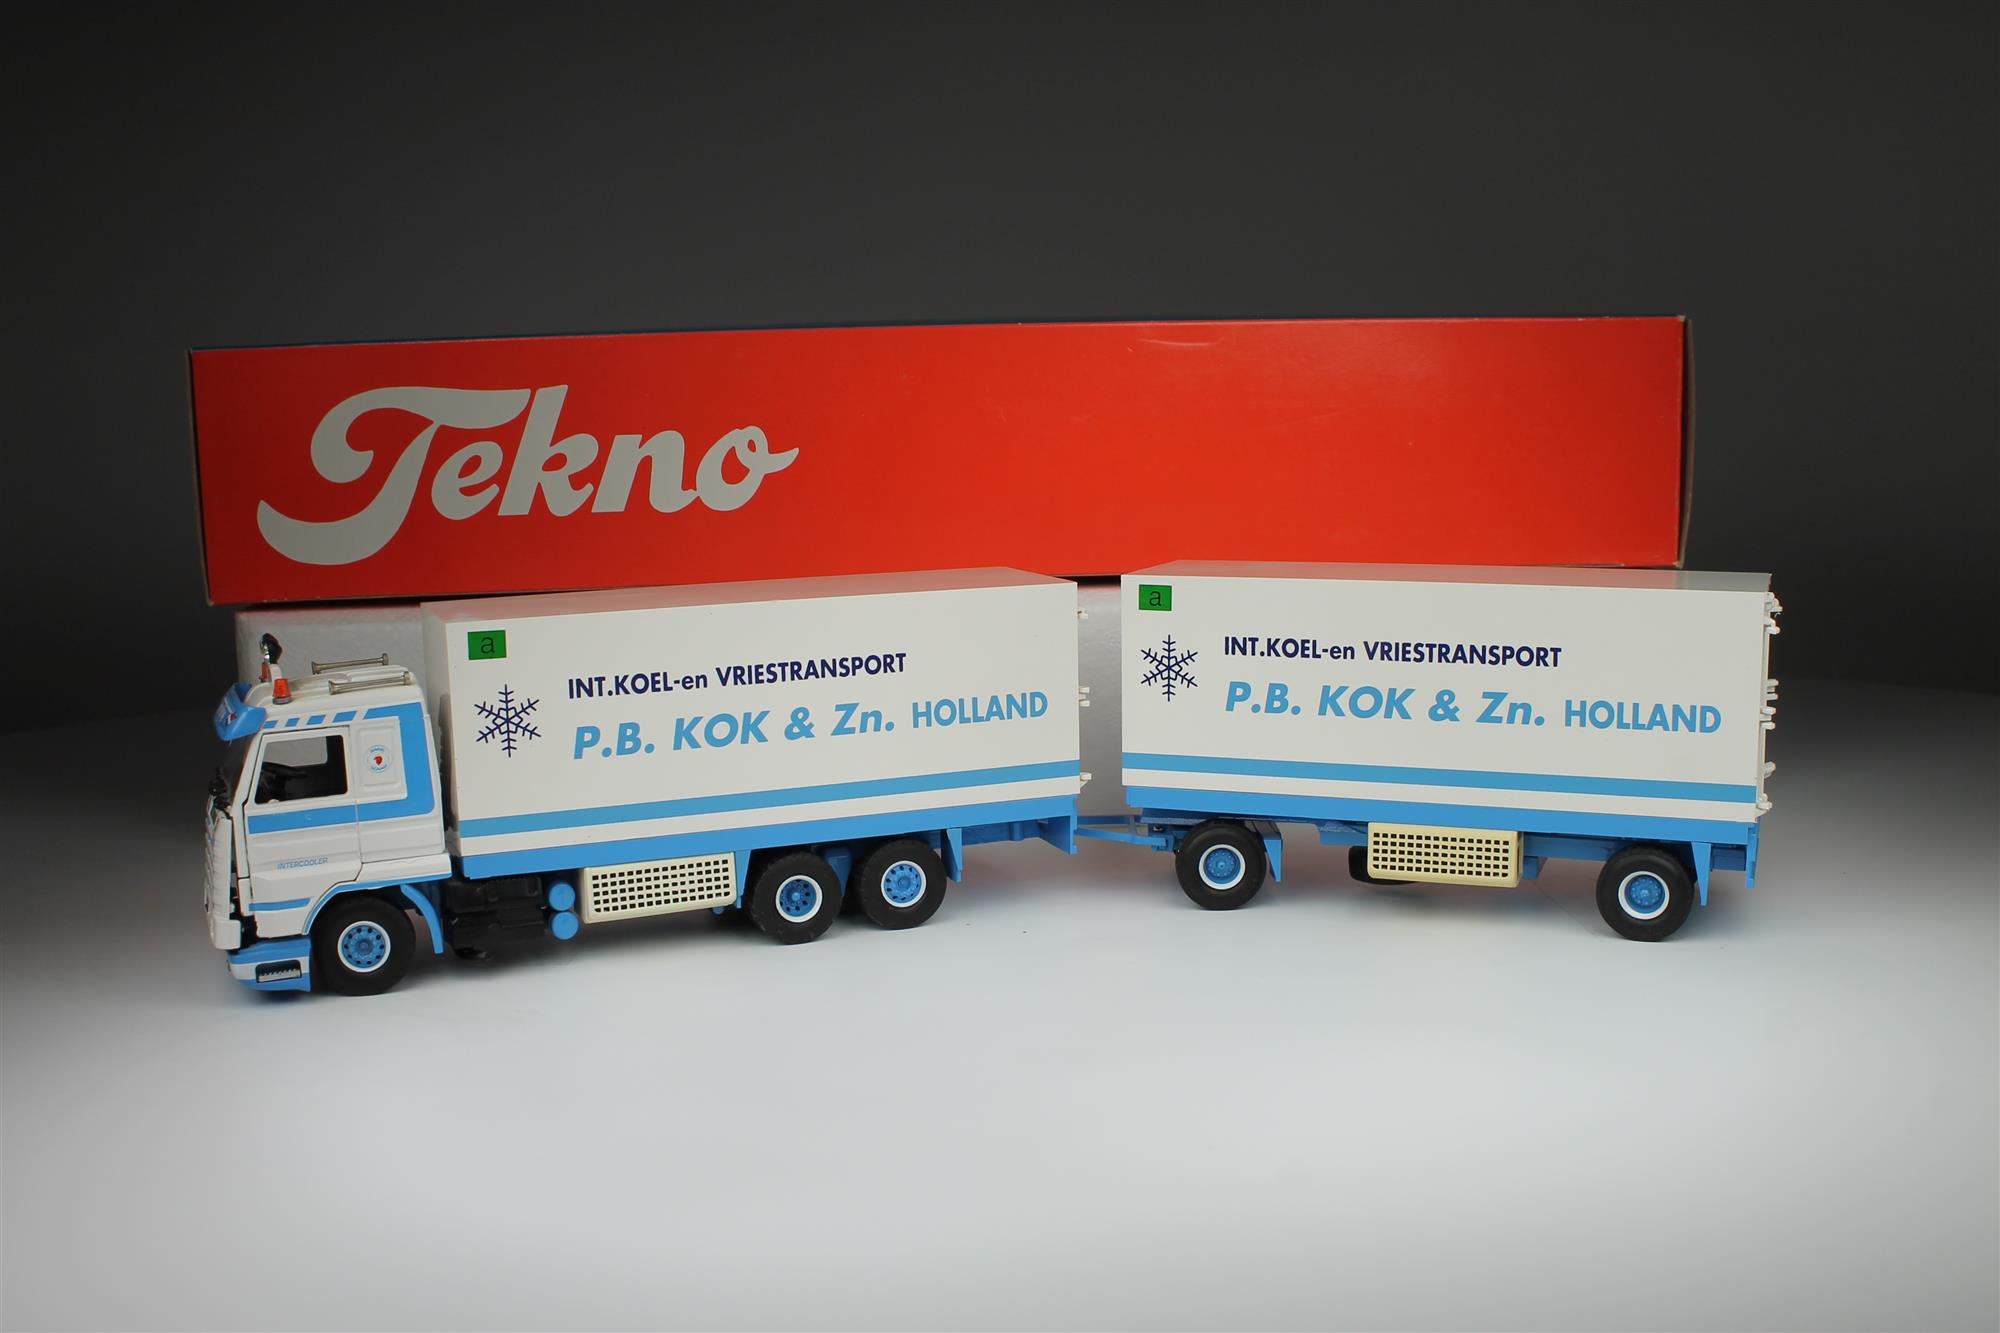 Tekno
a
INT.KOEL-en VRIESTRANSPORT
P.B. KOK & Zn. HOLLAND
a
INT.KOEL-en VRIESTRANSPORT
P.B. KOK & Zn. HOLLAND
INTERCOOLER